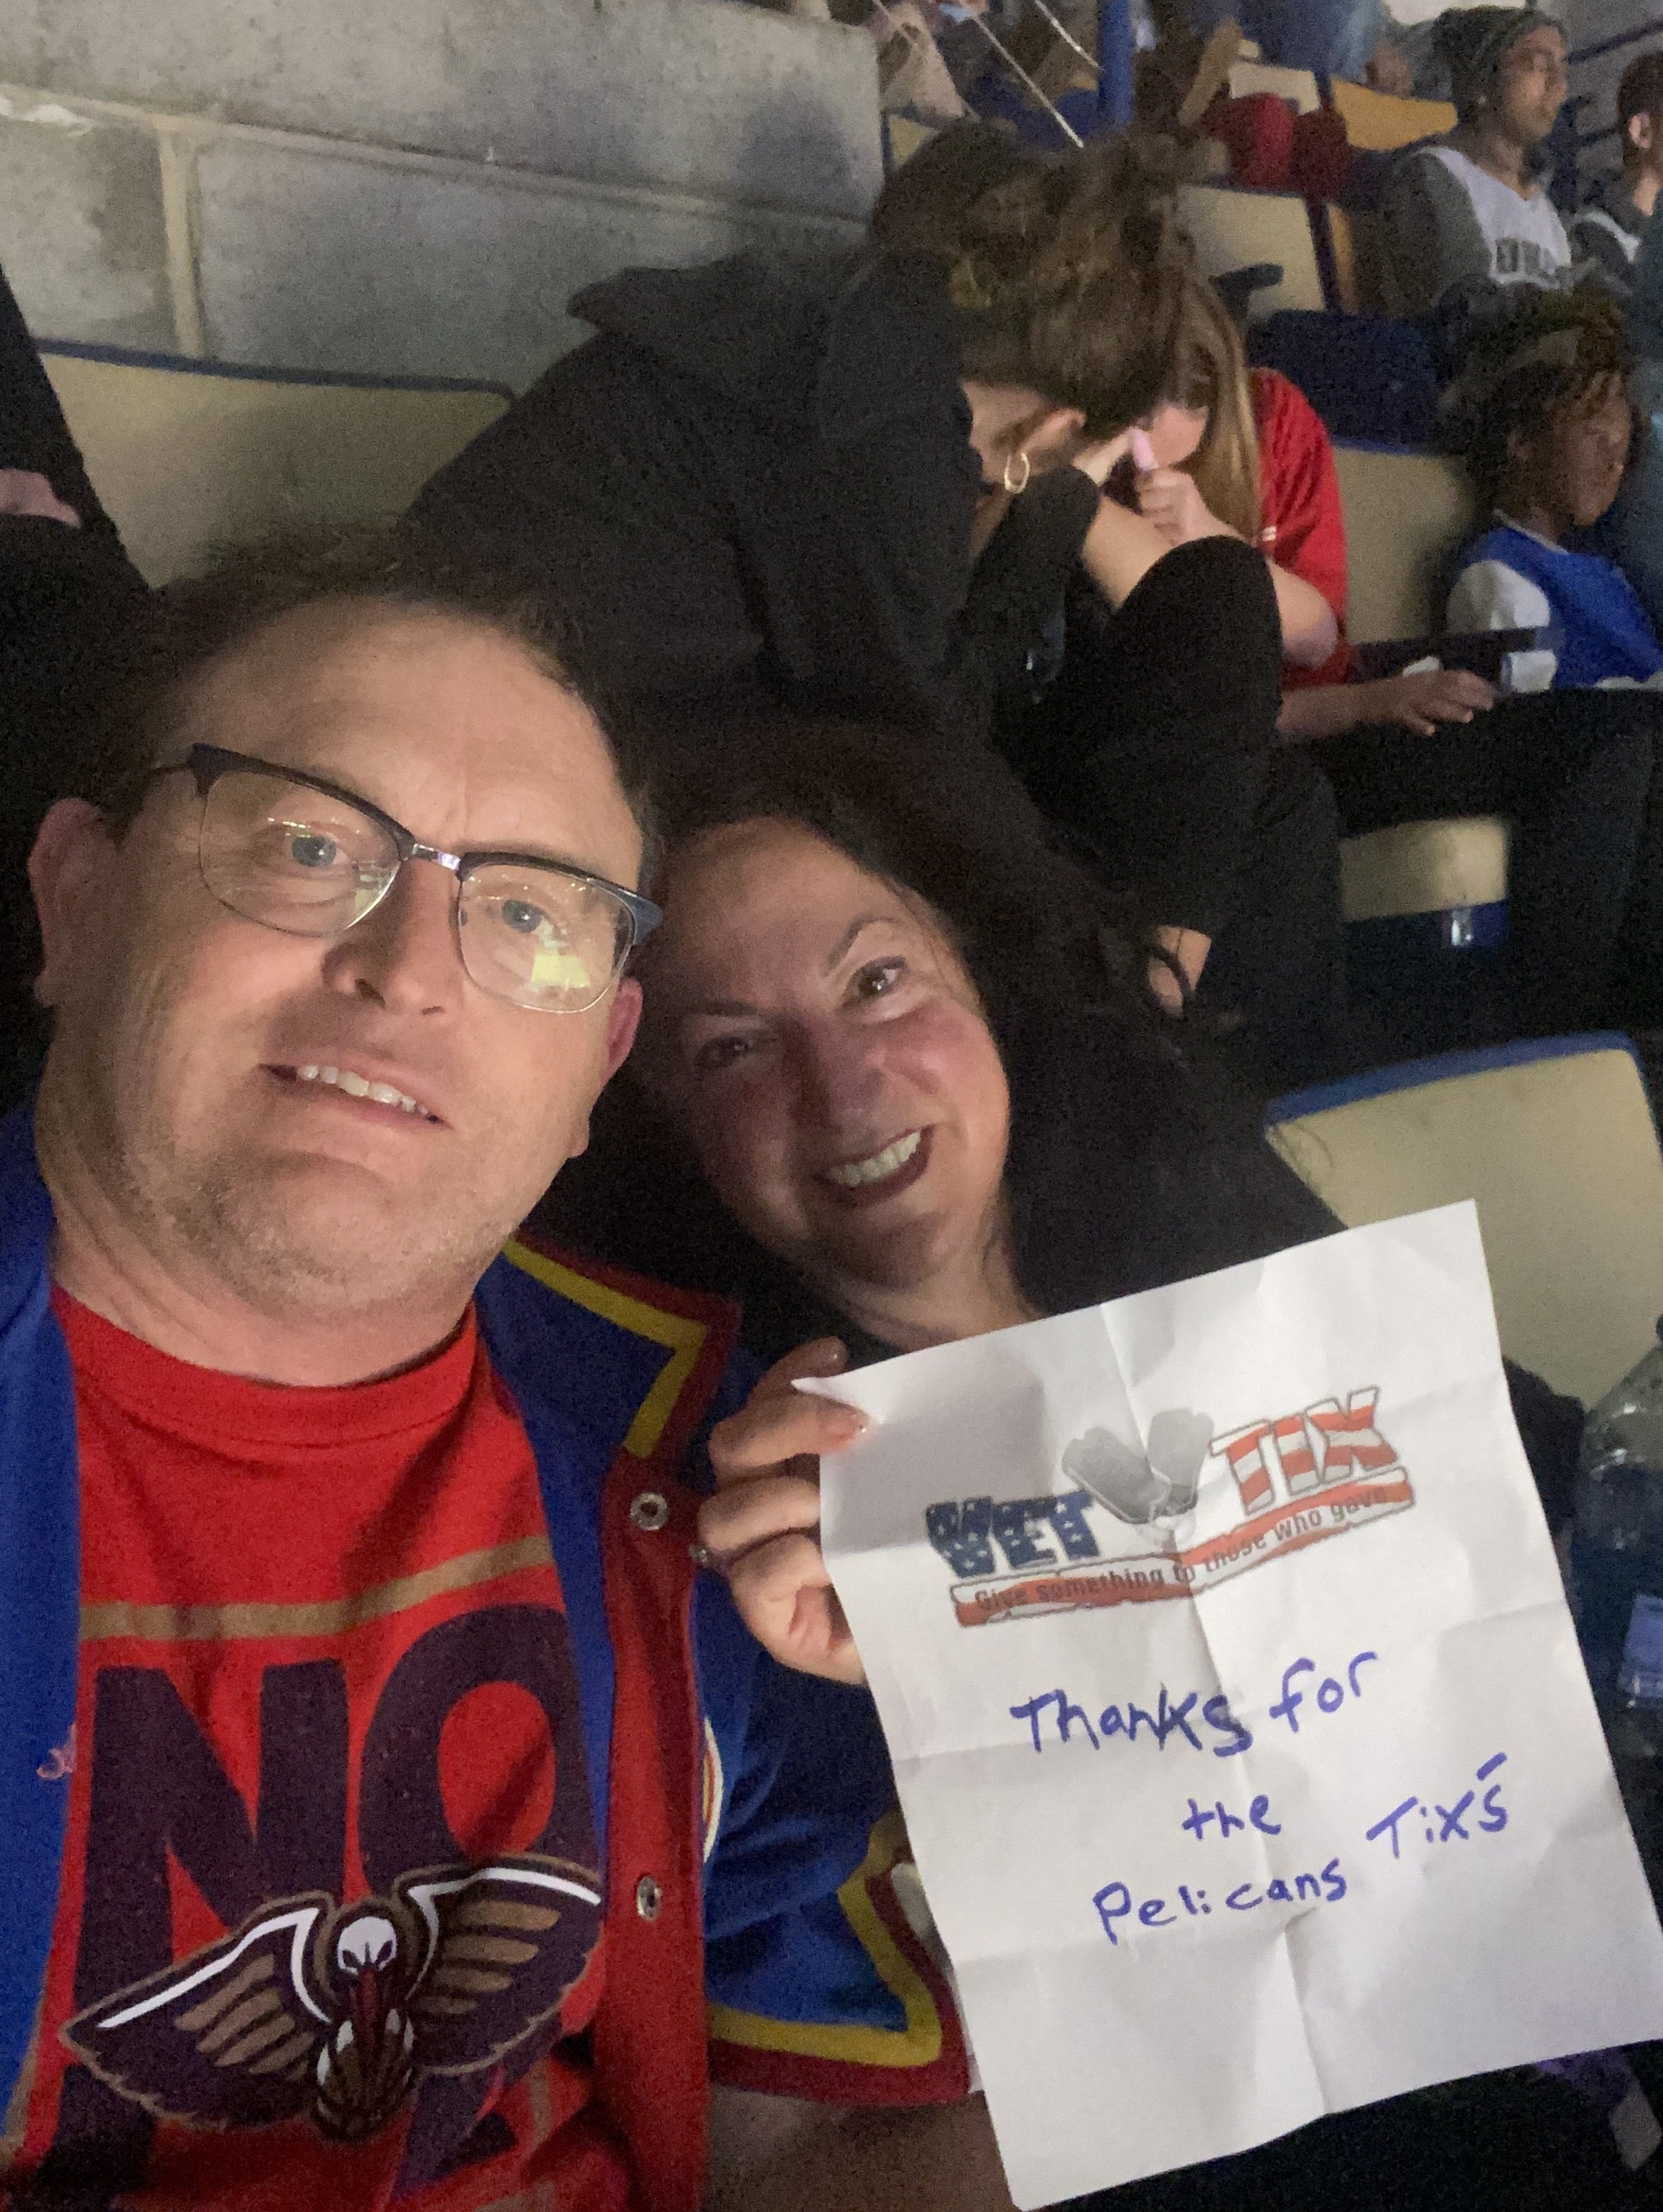 VET TIX
Give something to those who gave
Thanks for
the
Pelicans Tix's
NO